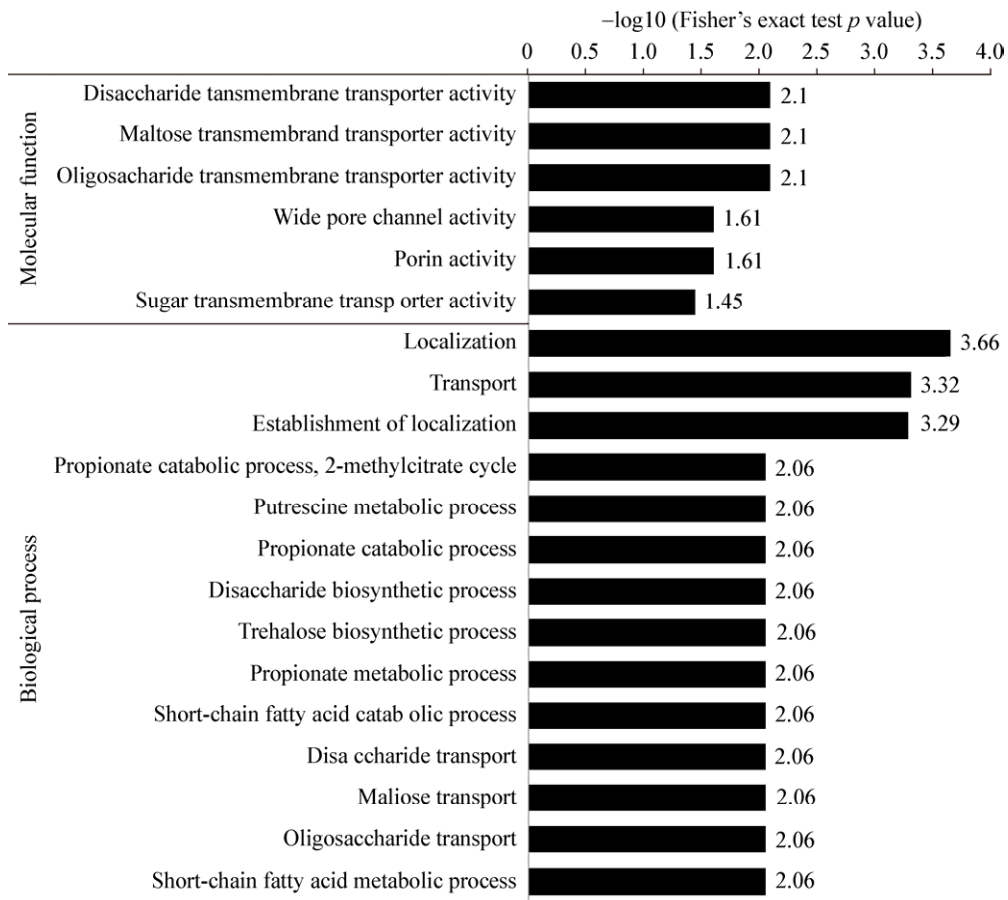 −log10 (Fisher's exact test p value)
0 0.5 1.0 1.5 2.0 2.5 3.0 3.5 4.0
Molecular function
Disaccharide tansmembrane transporter activity 2.1
Maltose transmembrand transporter activity 2.1
Oligosacharide tansmembrane transporter activity 2.1
Wide pore channel activity 1.61
Porin activity 1.61
Sugar transmembrane transp orter activity 1.45
Biological process
Localization 3.66
Transport 3.32
Establishment of localization 3.29
Propionate catabolic process, 2-methylcitrate cycle 2.06
Putrescine metabolic process 2.06
Propionate catabolic process 2.06
Disaccharide biosynthetic process 2.06
Trehalose biosynthetic process 2.06
Propionate metabolic process 2.06
Short-chain fatty acid catab olic process 2.06
Disa ccharide transport 2.06
Maliose transport 2.06
Oligosaccharide transport 2.06
Short-chain fatty acid metabolic process 2.06